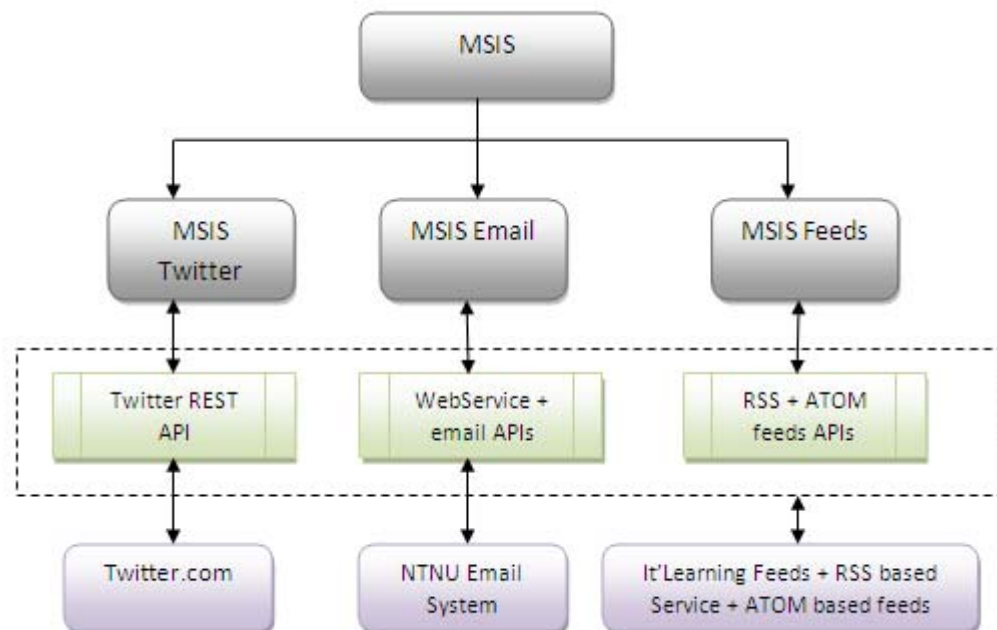 MSIS
MSIS
Twitter
MSIS Email
MSIS Feeds
Twitter REST
API
WebService +
email APIs
RSS + ATOM
feeds APIs
Twitter.com
NTNU Email
System
It'Learning Feeds + RSS based
Service + ATOM based feeds